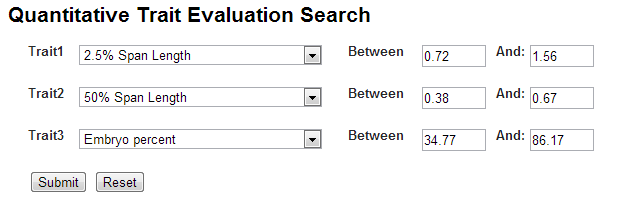 Quantitative Trait Evaluation Search
Trait1 2.5% Span Length Between 0.72 And: 1.56
Trait2 50% Span Length Between 0.38 And: 0.67
Trait3 Embryo percent Between 34.77 And: 86.17
Submit Reset